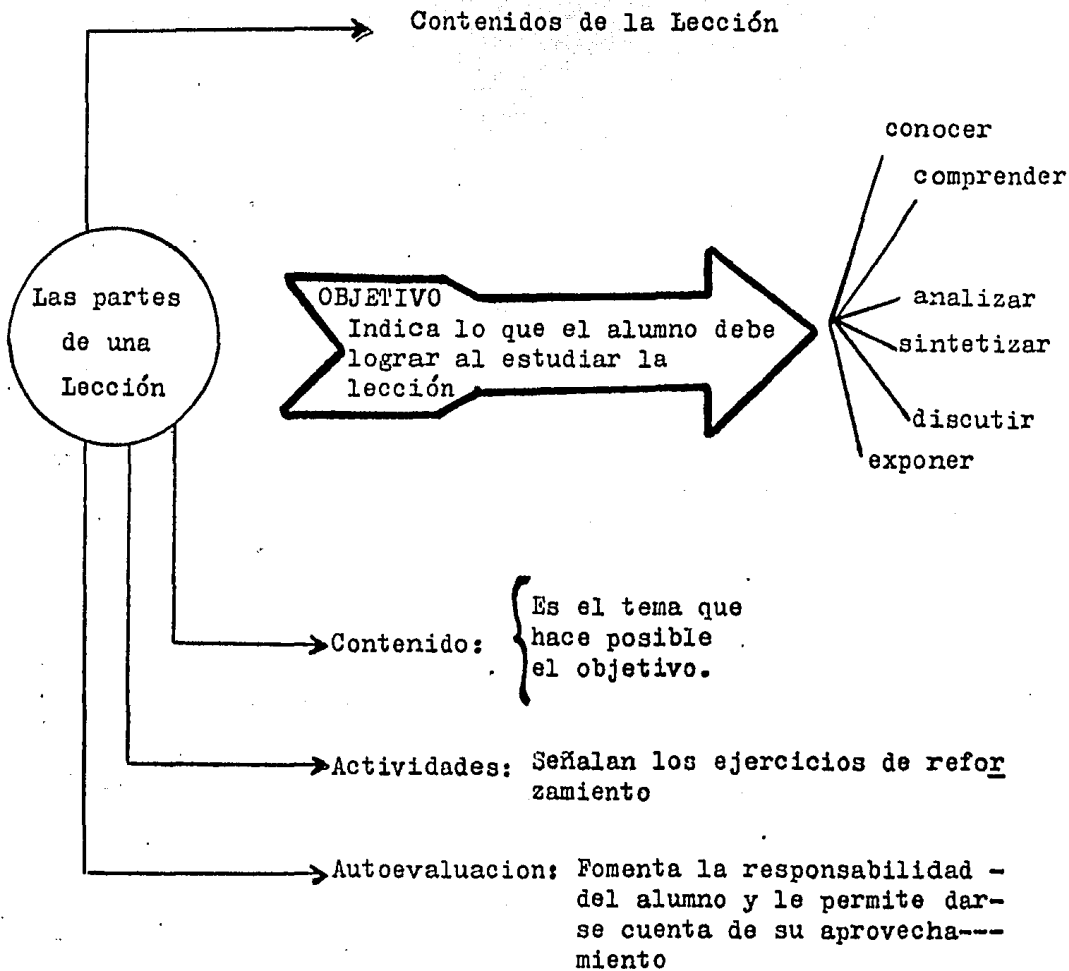 Contenidos de la Lección
conocer
comprender
Las partes
de una
Lección
OBJETIVO
Indica lo que el alumno debe
lograr al estudiar la
lección
analizar
sintetizar
discutir
exponer
Contenido:
Es el tema que
hace posible
el objetivo.
Actividades: Señalan los ejercicios de refor
zamiento
Autoevaluacion: Fomenta la responsabilidad -
del alumno y le permite dar-
se cuenta de su aprovecha---
miento